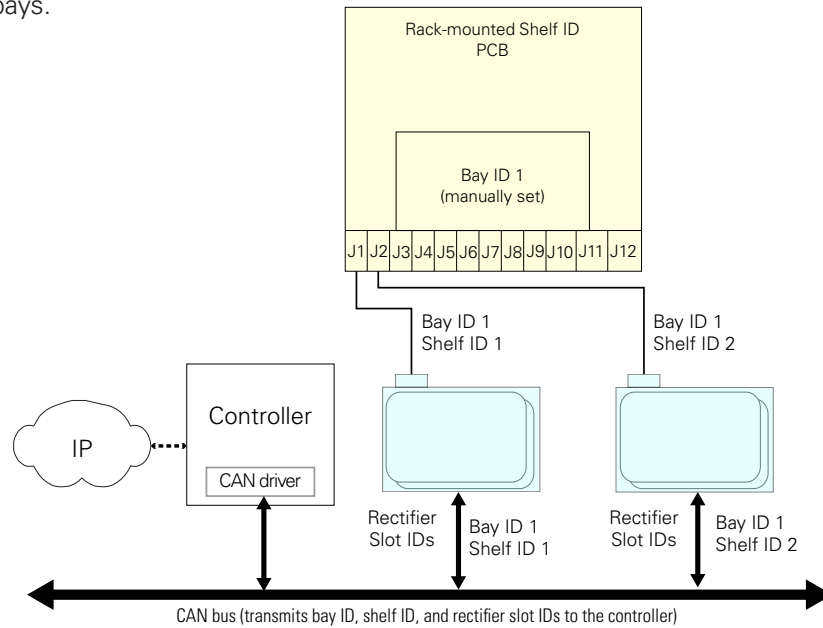 bays.
Rack-mounted Shelf ID
PCB
Bay ID 1
(manually set)
J1 J2 J3 J4 J5 J6 J7 J8 J9 J10 J11 J12
Bay ID 1
Shelf ID 1
Bay ID 1
Shelf ID 2
Controller
IP
CAN driver
Rectifier
Slot IDs
Bay ID 1
Shelf ID 1
Rectifier
Slot IDs
Bay ID 1
Shelf ID 2
CAN bus (transmits bay ID, shelf ID, and rectifier slot IDs to the controller)